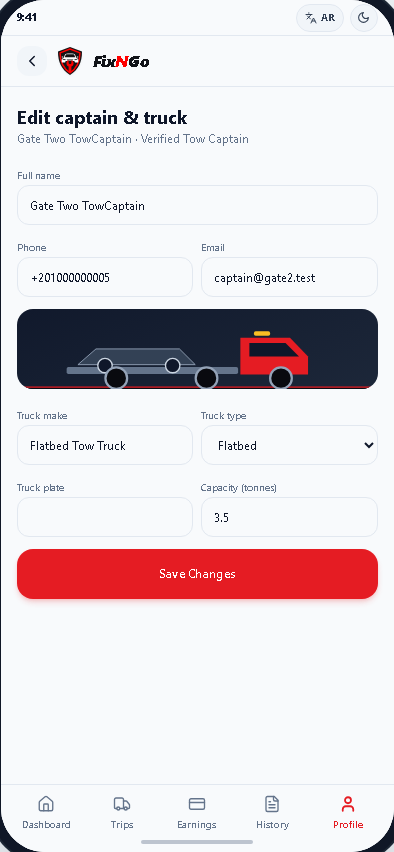 9:41
AR
FixNGo
Edit captain & truck
Gate Two TowCaptain · Verified Tow Captain
Full name
Gate Two TowCaptain
Phone
Email
+201000000005
captain@gate2.test
Truck make
Truck type
Flatbed Tow Truck
Flatbed
Truck plate
Capacity (tonnes)
3.5
Save Changes
Dashboard
Trips
Earnings
History
Profile